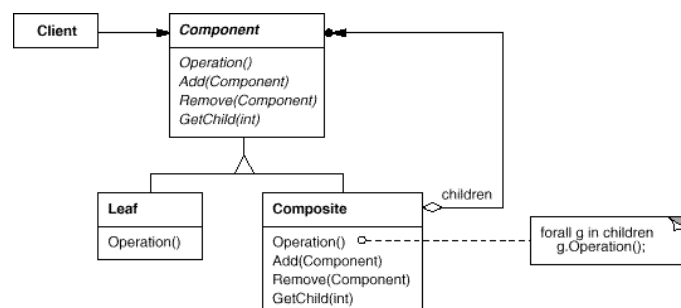 Client
Component
Operation()
Add(Component)
Remove(Component)
GetChild(int)
children
Leaf
Operation()
Composite
Operation()
Add(Component)
Remove(Component)
GetChild(int)
forall g in children
g.Operation();